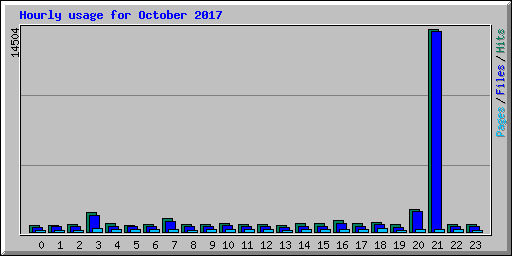 Hourly usage for October 2017
14504
Pages/Files/Hits
0 1 2 3 4 5 6 7 8 9 10 11 12 13 14 15 16 17 18 19 20 21 22 23